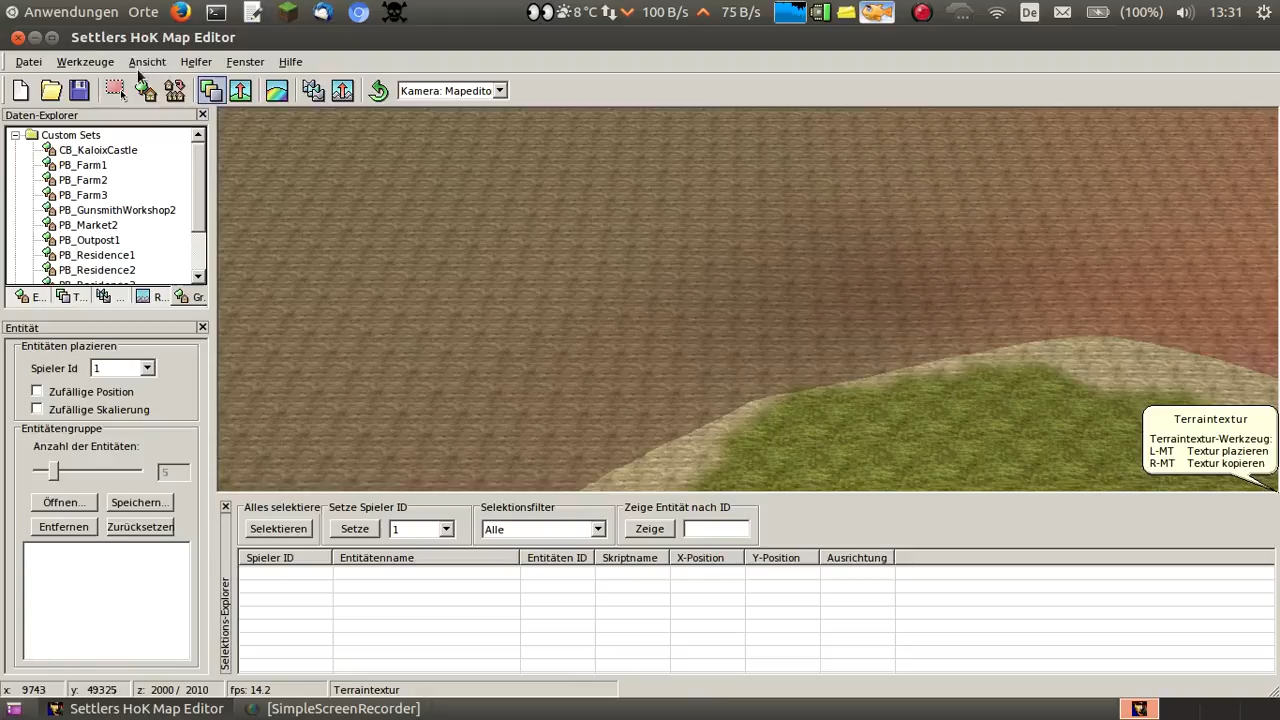 Anwendungen Orte 8 °C 100 B/s 75 B/s De (100%) 13:31
Settlers HoK Map Editor
Datei Werkzeuge Ansicht Helfer Fenster Hilfe
Kamera: Mapedito
Daten-Explorer
Custom Sets
CB_KaloixCastle
PB_Farm1
PB_Farm2
PB_Farm3
PB_GunsmithWorkshop2
PB_Market2
PB_Outpost1
PB_Residence1
PB_Residence2
E... T... ... R... Gr.
Entität
Entitäten plazieren
Spieler Id 1
Zufällige Position
Zufällige Skalierung
Entitätengruppe
Anzahl der Entitäten:
5
Öffnen... Speichern...
Entfernen Zurücksetzen
Terraintextur
Terraintextur-Werkzeug:
L-MT Textur plazieren
R-MT Textur kopieren
Selektions-Explorer
Alles selektiere Setze Spieler ID Selektionsfilter Zeige Entität nach ID
Selektieren Setze 1 Alle Zeige
Spieler ID Entitätenname Entitäten ID Skriptname X-Position Y-Position Ausrichtung
x: 9743 y: 49325 z: 2000 / 2010 fps: 14.2 Terraintextur
Settlers HoK Map Editor [SimpleScreenRecorder]